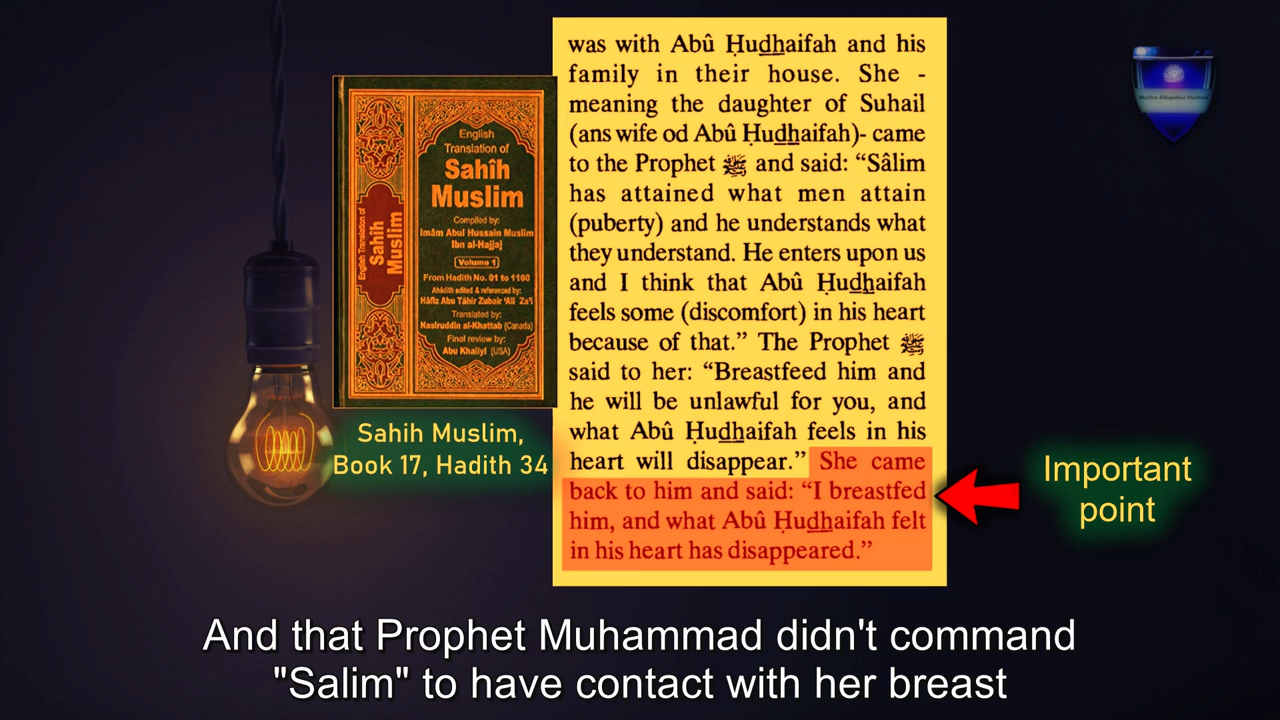 English
Translation of
Sahîh
Muslim
Compiled by:
Imâm Abul Hussain Muslim
Ibn al-Hajjaj
Volume 1
From Hadith No. 01 to 1160
Ahâdith edited & referenced by:
Hâfiz Abu Tâhir Zubair 'Ali Za'i
Translated by:
Nasiruddin al-Khattab (Canada)
Final review by:
Abu Khaliyl (USA)
English Translation of
Sahîh
Muslim
Sahih Muslim,
Book 17, Hadith 34
was with Abû Ḥudhaifah and his
family in their house. She -
meaning the daughter of Suhail
(ans wife od Abû Ḥudhaifah)- came
to the Prophet ﷺ and said: “Sâlim
has attained what men attain
(puberty) and he understands what
they understand. He enters upon us
and I think that Abû Ḥudhaifah
feels some (discomfort) in his heart
because of that.” The Prophet ﷺ
said to her: “Breastfeed him and
he will be unlawful for you, and
what Abû Ḥudhaifah feels in his
heart will disappear.” She came
back to him and said: “I breastfed
him, and what Abû Ḥudhaifah felt
in his heart has disappeared.”
Important
point
Muslim Allegation Hunters
And that Prophet Muhammad didn't command
"Salim" to have contact with her breast